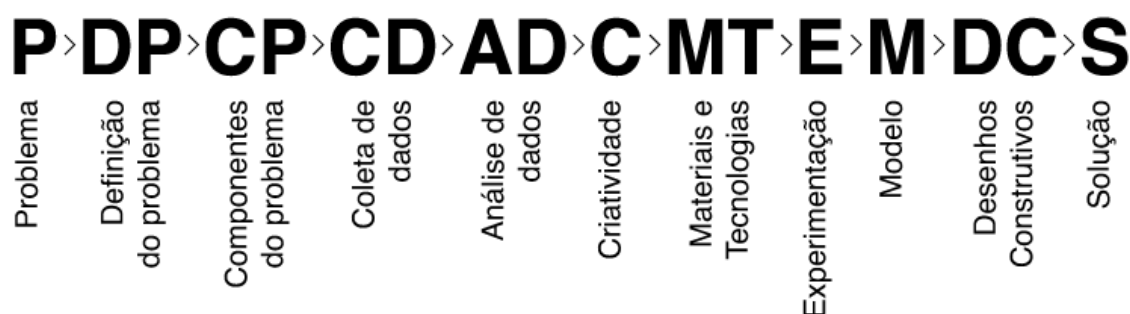 P>DP>CP>CD>AD>C>MT>E>M>DC>S
Problema
Definição
do problema
Componentes
do problema
Coleta de
dados
Análise de
dados
Criatividade
Materiais e
Tecnologias
Experimentação
Modelo
Desenhos
Construtivos
Solução